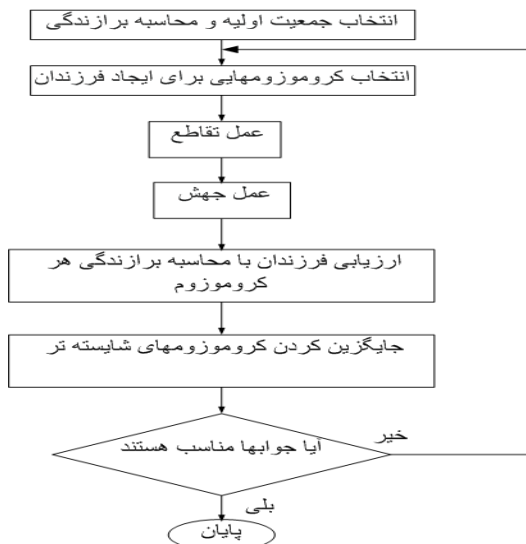 انتخاب جمعیت اولیه و محاسبه برازندگی
انتخاب کروموزومهایی برای ایجاد فرزندان
عمل تقاطع
عمل جهش
ارزیابی فرزندان با محاسبه برازندگی هر
کروموزوم
جایگزین کردن کروموزومهای شایسته تر
آیا جوابها مناسب هستند
خیر
بلی
پایان